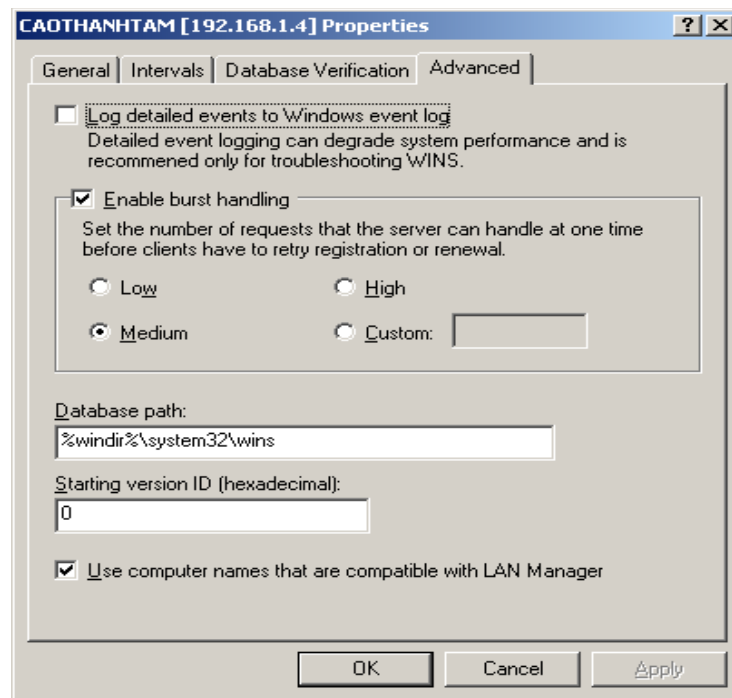 CAOTHANHTAM [192.168.1.4] Properties
General Intervals Database Verification Advanced
Log detailed events to Windows event log
Detailed event logging can degrade system performance and is
recommened only for troubleshooting WINS.
Enable burst handling
Set the number of requests that the server can handle at one time
before clients have to retry registration or renewal.
Low High
Medium Custom:
Database path:
%windir%\system32\wins
Starting version ID (hexadecimal):
0
Use computer names that are compatible with LAN Manager
OK Cancel Apply